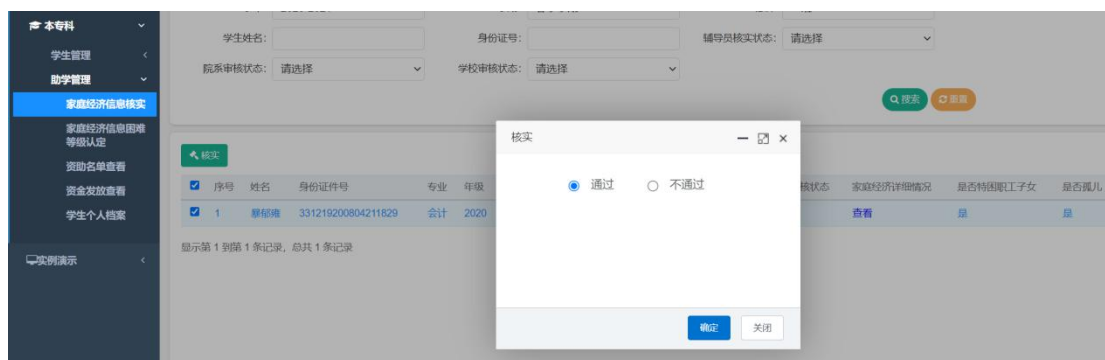 本专科
学生管理
助学管理
家庭经济信息核实
家庭经济信息困难
等级认定
资助名单查看
资金发放查看
学生个人档案
实例演示
学生姓名:
身份证号:
辅导员核实状态: 请选择
院系审核状态: 请选择
学校审核状态: 请选择
搜索 重置
核实
序号 姓名 身份证件号 专业 年级 核状态 家庭经济详细情况 是否特困职工子女 是否孤儿
1 331219200804211829 会计 2020 查看 是 是
显示第 1 到第 1 条记录，总共 1 条记录
核实
通过 不通过
确定 关闭